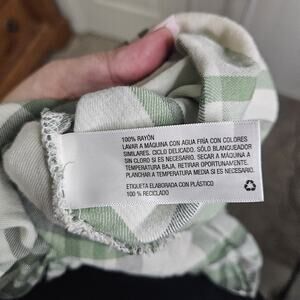 100% RAYÓN
LAVAR A MÁQUINA CON AGUA FRÍA CON COLORES
SIMILARES. CICLO DELICADO. SÓLO BLANQUEADOR
SIN CLORO SI ES NECESARIO. SECAR A MÁQUINA A
TEMPERATURA BAJA. RETIRAR OPORTUNAMENTE.
PLANCHAR A TEMPERATURA MEDIA SI ES NECESARIO.
ETIQUETA ELABORADA CON PLÁSTICO
100 % RECICLADO